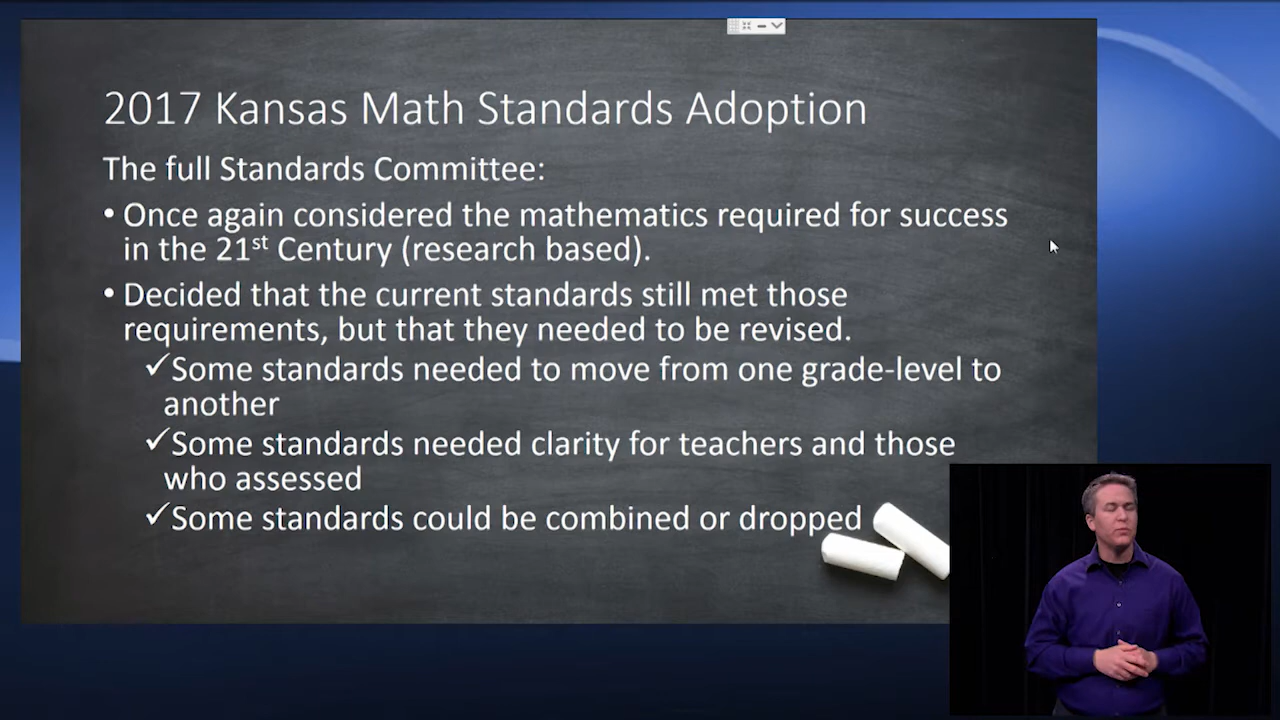 2017 Kansas Math Standards Adoption
The full Standards Committee:
• Once again considered the mathematics required for success
in the 21st Century (research based).
• Decided that the current standards still met those
requirements, but that they needed to be revised.
✓Some standards needed to move from one grade-level to
another
✓Some standards needed clarity for teachers and those
who assessed
✓Some standards could be combined or dropped